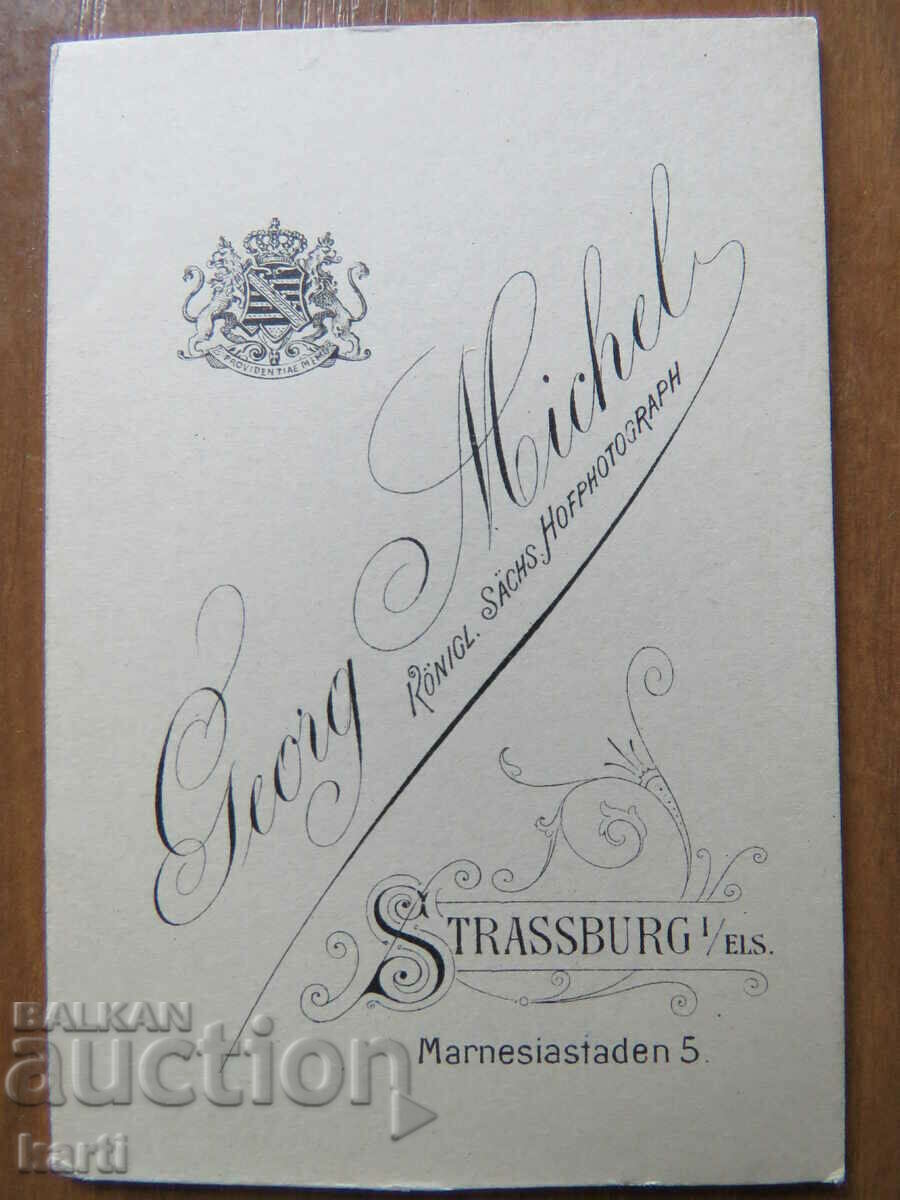 PROVIDENTIAE MEMOR
Georg Michel
KÖNIGL. SÄCHS. HOFPHOTOGRAPH
STRASSBURG I/ELS.
Marnesiastaden 5.
BALKAN
auction
karti